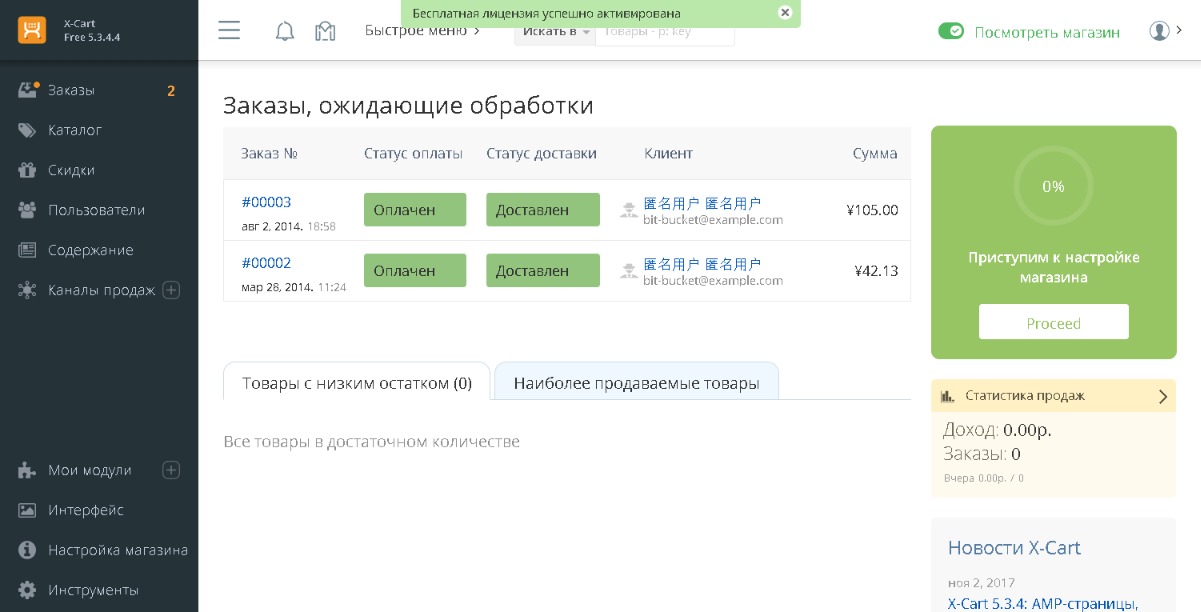 X-Cart
Free 5.3.4.4
Бесплатная лицензия успешно активирована
Быстрое меню
Искать в
Товары - p: key
Посмотреть магазин
Заказы 2
Каталог
Скидки
Пользователи
Содержание
Каналы продаж
Мои модули
Интерфейс
Настройка магазина
Инструменты
Заказы, ожидающие обработки
Заказ № Статус оплаты Статус доставки Клиент Сумма
#00003 Оплачен Доставлен 匿名用户 匿名用户 ¥105.00
авг 2, 2014. 18:58 bit-bucket@example.com
#00002 Оплачен Доставлен 匿名用户 匿名用户 ¥42.13
мар 28, 2014. 11:24 bit-bucket@example.com
Товары с низким остатком (0) Наиболее продаваемые товары
Все товары в достаточном количестве
0%
Приступим к настройке
магазина
Proceed
Статистика продаж
Доход: 0.00р.
Заказы: 0
Вчера 0.00р. / 0
Новости X-Cart
ноя 2, 2017
X-Cart 5.3.4: AMP-страницы,